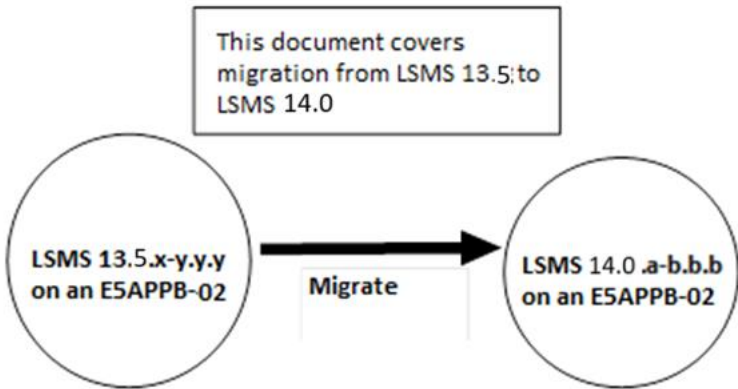 This document covers
migration from LSMS 13.5: to
LSMS 14.0
LSMS 13.5.x-y.y.y
on an E5APPB-02
Migrate
LSMS 14.0 .a-b.b.b
on an E5APPB-02